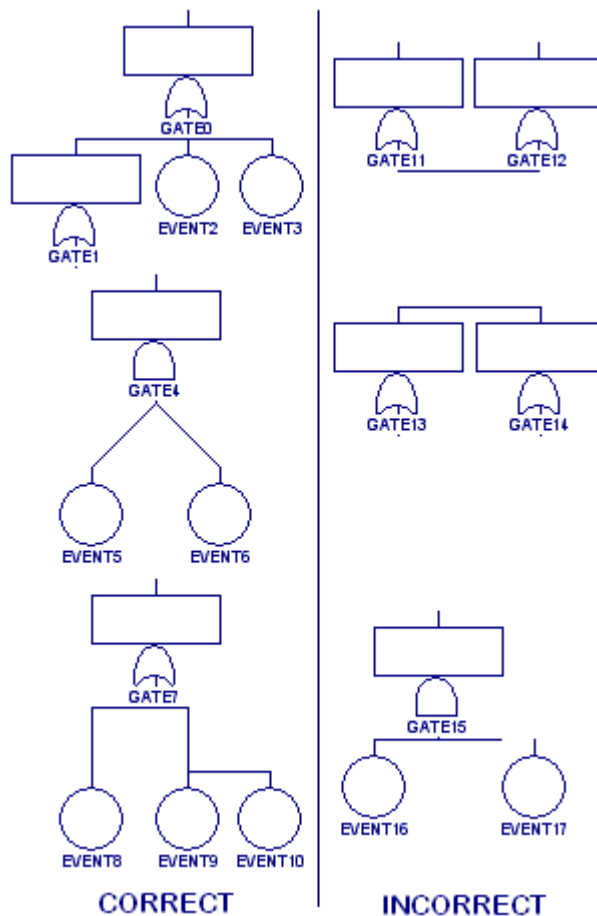 GATE0
GATE1
EVENT2
EVENT3
GATE4
EVENT5
EVENT6
GATE7
EVENT8
EVENT9
EVENT10
CORRECT
GATE11
GATE12
GATE13
GATE14
GATE15
EVENT16
EVENT17
INCORRECT